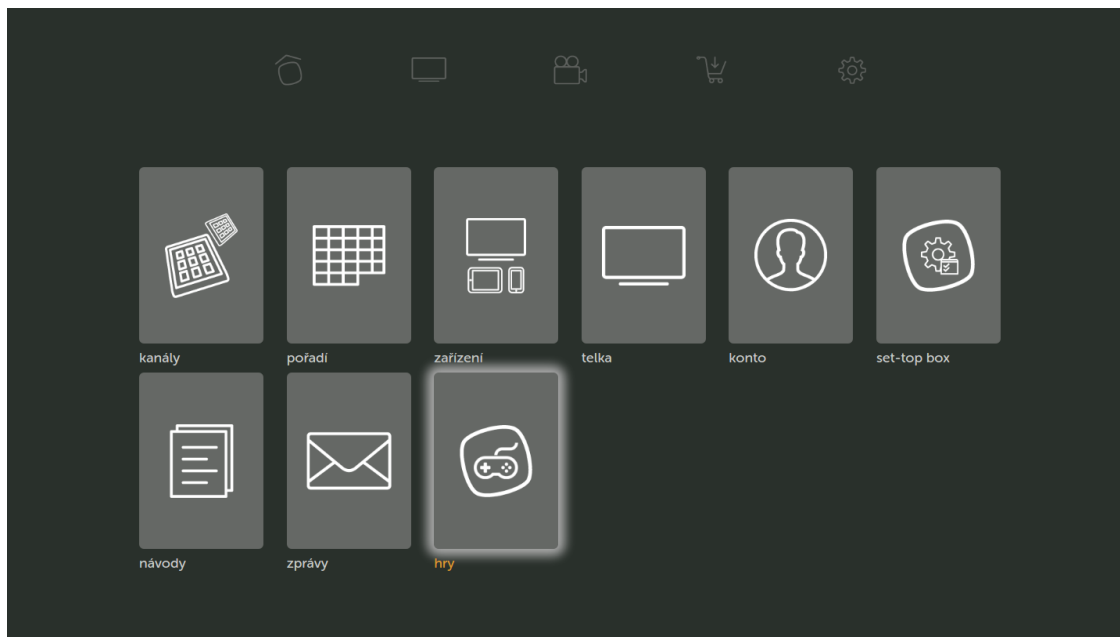 kanály
pořadí
zařízení
telka
konto
set-top box
návody
zprávy
hry